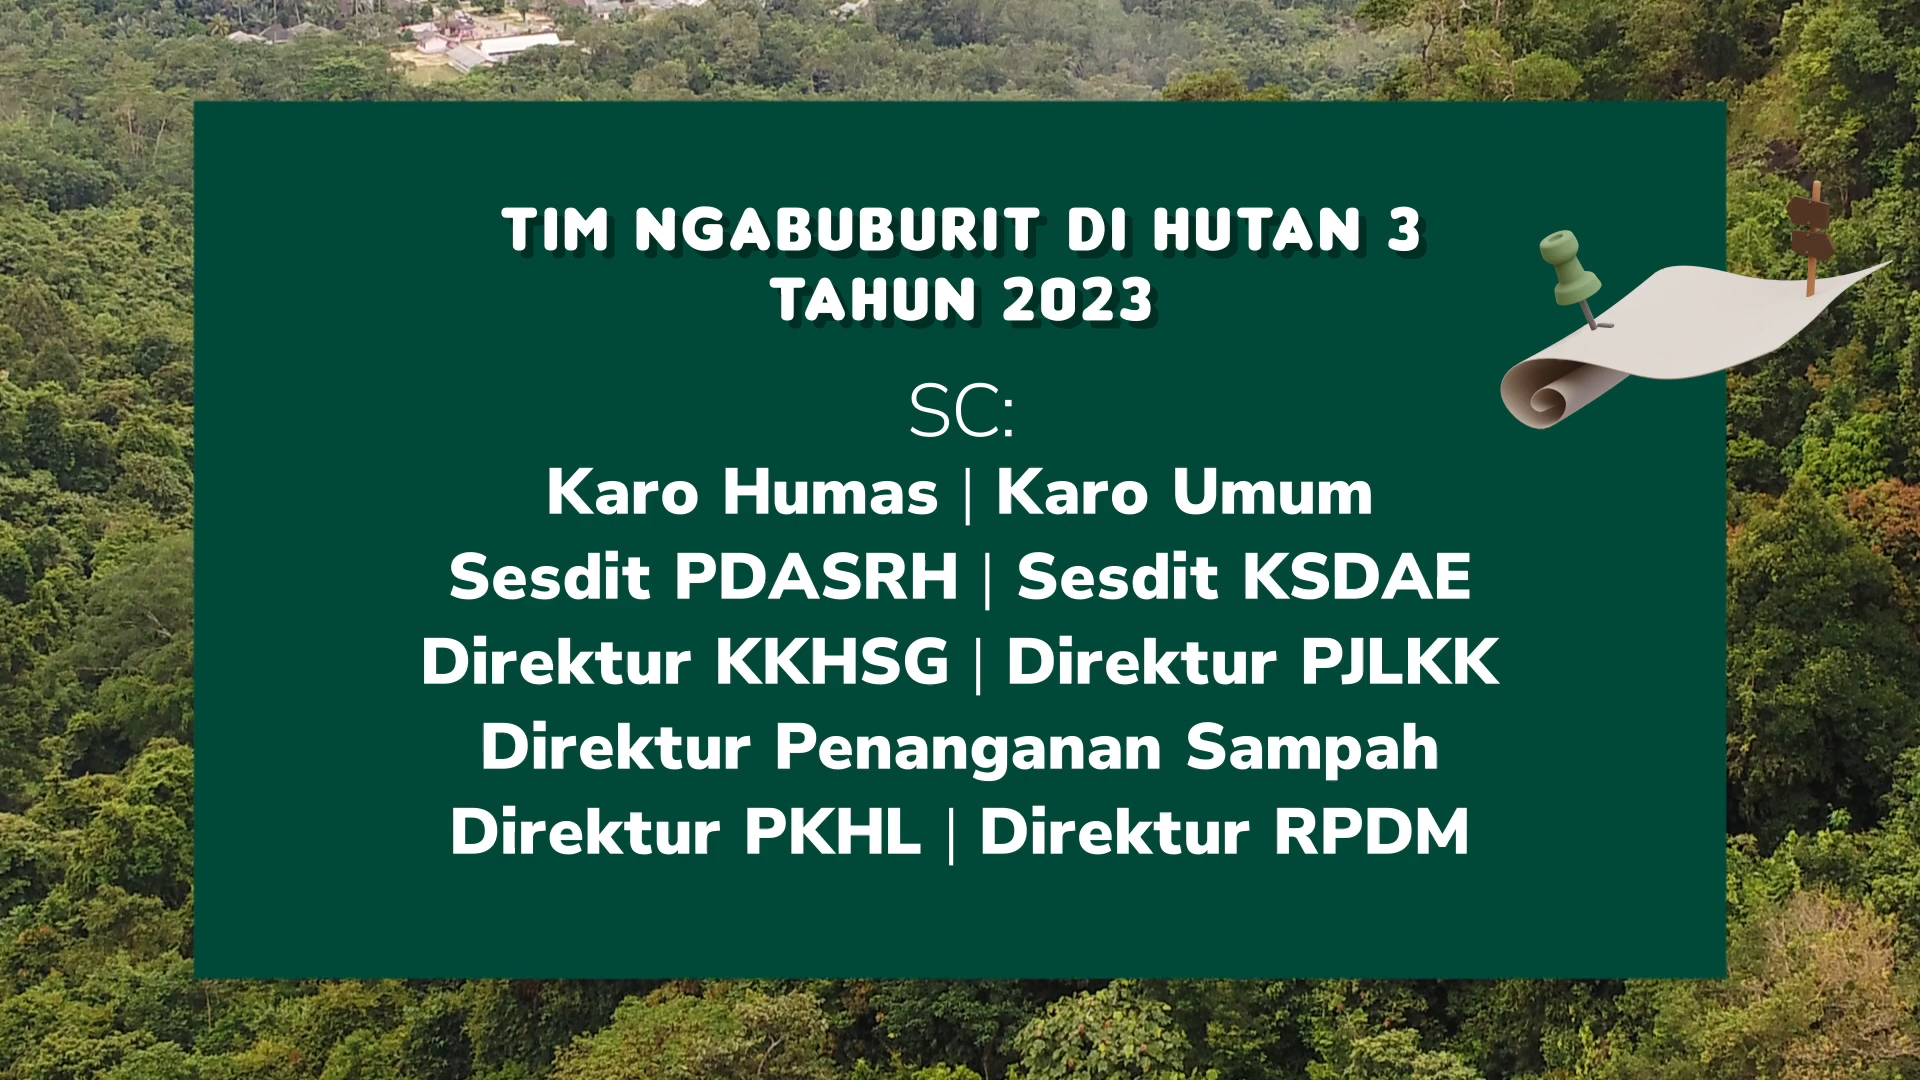 TIM NGABUBURIT DI HUTAN 3
TAHUN 2023
SC:
Karo Humas | Karo Umum
Sesdit PDASRH | Sesdit KSDAE
Direktur KKHSG | Direktur PJLKK
Direktur Penanganan Sampah
Direktur PKHL | Direktur RPDM